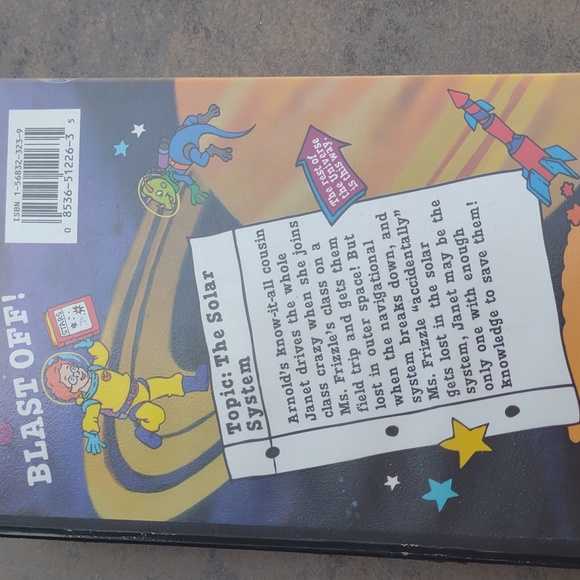 BLAST OFF!
STARS
ISBN 1-56832-323-9
0 8536-51226-3 5
The rest of
the Universe
is this way.
Topic: The Solar
System
Arnold's know-it-all cousin
Janet drives the whole
class crazy when she joins
Ms. Frizzle's class on a
field trip and gets them
lost in outer space! But
when the navigational
system breaks down, and
Ms. Frizzle "accidentally"
gets lost in the solar
system, Janet may be the
only one with enough
knowledge to save them!